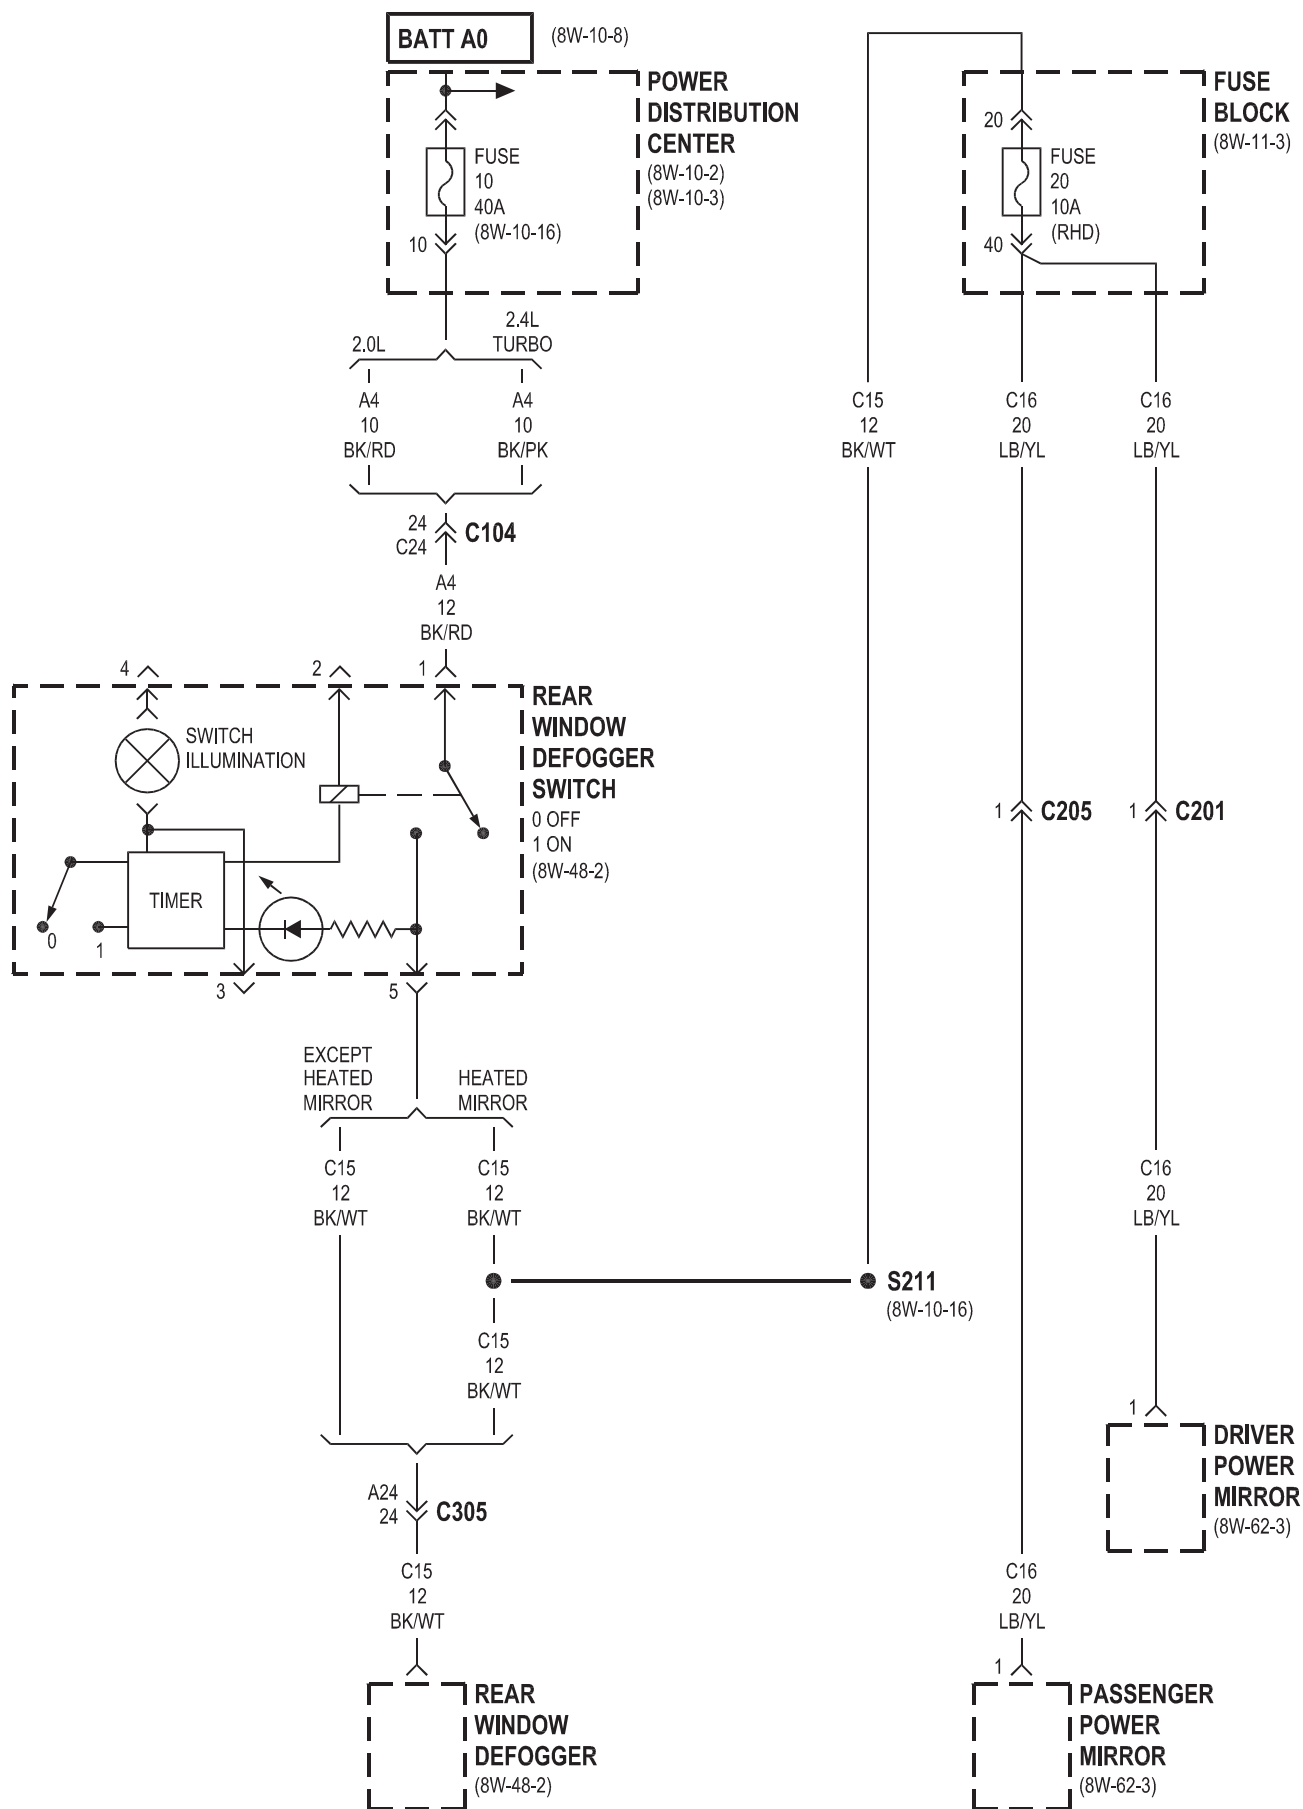 BATT A0
(8W-10-8)
POWER
DISTRIBUTION
CENTER
(8W-10-2)
(8W-10-3)
FUSE
10
40A
(8W-10-16)
10
FUSE
BLOCK
(8W-11-3)
20
FUSE
20
10A
(RHD)
40
2.0L
2.4L
TURBO
A4
10
BK/RD
A4
10
BK/PK
C15
12
BK/WT
C16
20
LB/YL
C16
20
LB/YL
24
C24
C104
A4
12
BK/RD
4
2
1
REAR
WINDOW
DEFOGGER
SWITCH
0 OFF
1 ON
(8W-48-2)
SWITCH
ILLUMINATION
TIMER
0
1
3
5
1
C205
1
C201
EXCEPT
HEATED
MIRROR
HEATED
MIRROR
C15
12
BK/WT
C15
12
BK/WT
C16
20
LB/YL
S211
(8W-10-16)
C15
12
BK/WT
1
DRIVER
POWER
MIRROR
(8W-62-3)
A24
24
C305
C15
12
BK/WT
C16
20
LB/YL
REAR
WINDOW
DEFOGGER
(8W-48-2)
1
PASSENGER
POWER
MIRROR
(8W-62-3)